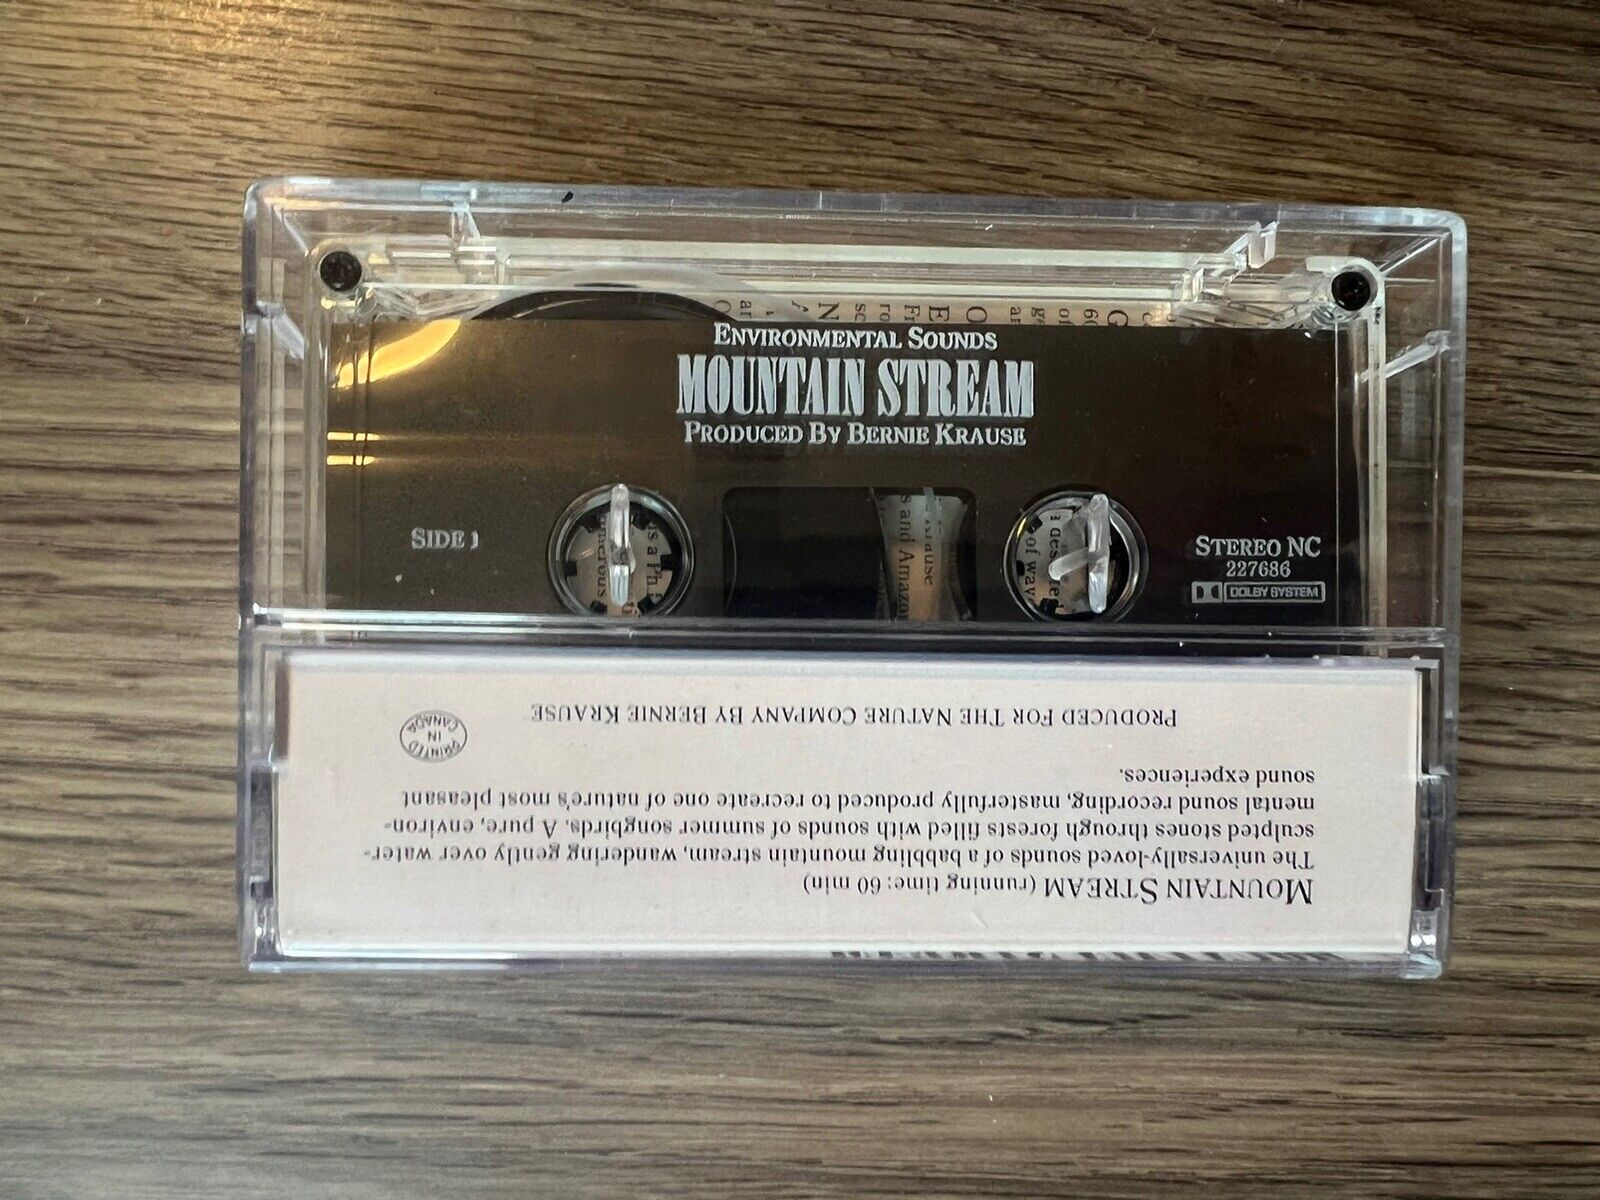 ENVIRONMENTAL SOUNDS
MOUNTAIN STREAM
PRODUCED BY BERNIE KRAUSE
SIDE 1
STEREO NC
227686
DOLBY SYSTEM
and Amazo
MOUNTAIN STREAM (running time: 60 min)
The universally-loved sounds of a babbling mountain stream, wandering gently over water-
sculpted stones through forests filled with sounds of summer songbirds. A pure, environ-
mental sound recording, masterfully produced to recreate one of nature's most pleasant
sound experiences.
PRODUCED FOR THE NATURE COMPANY BY BERNIE KRAUSE
PRINTED
IN
CANADA